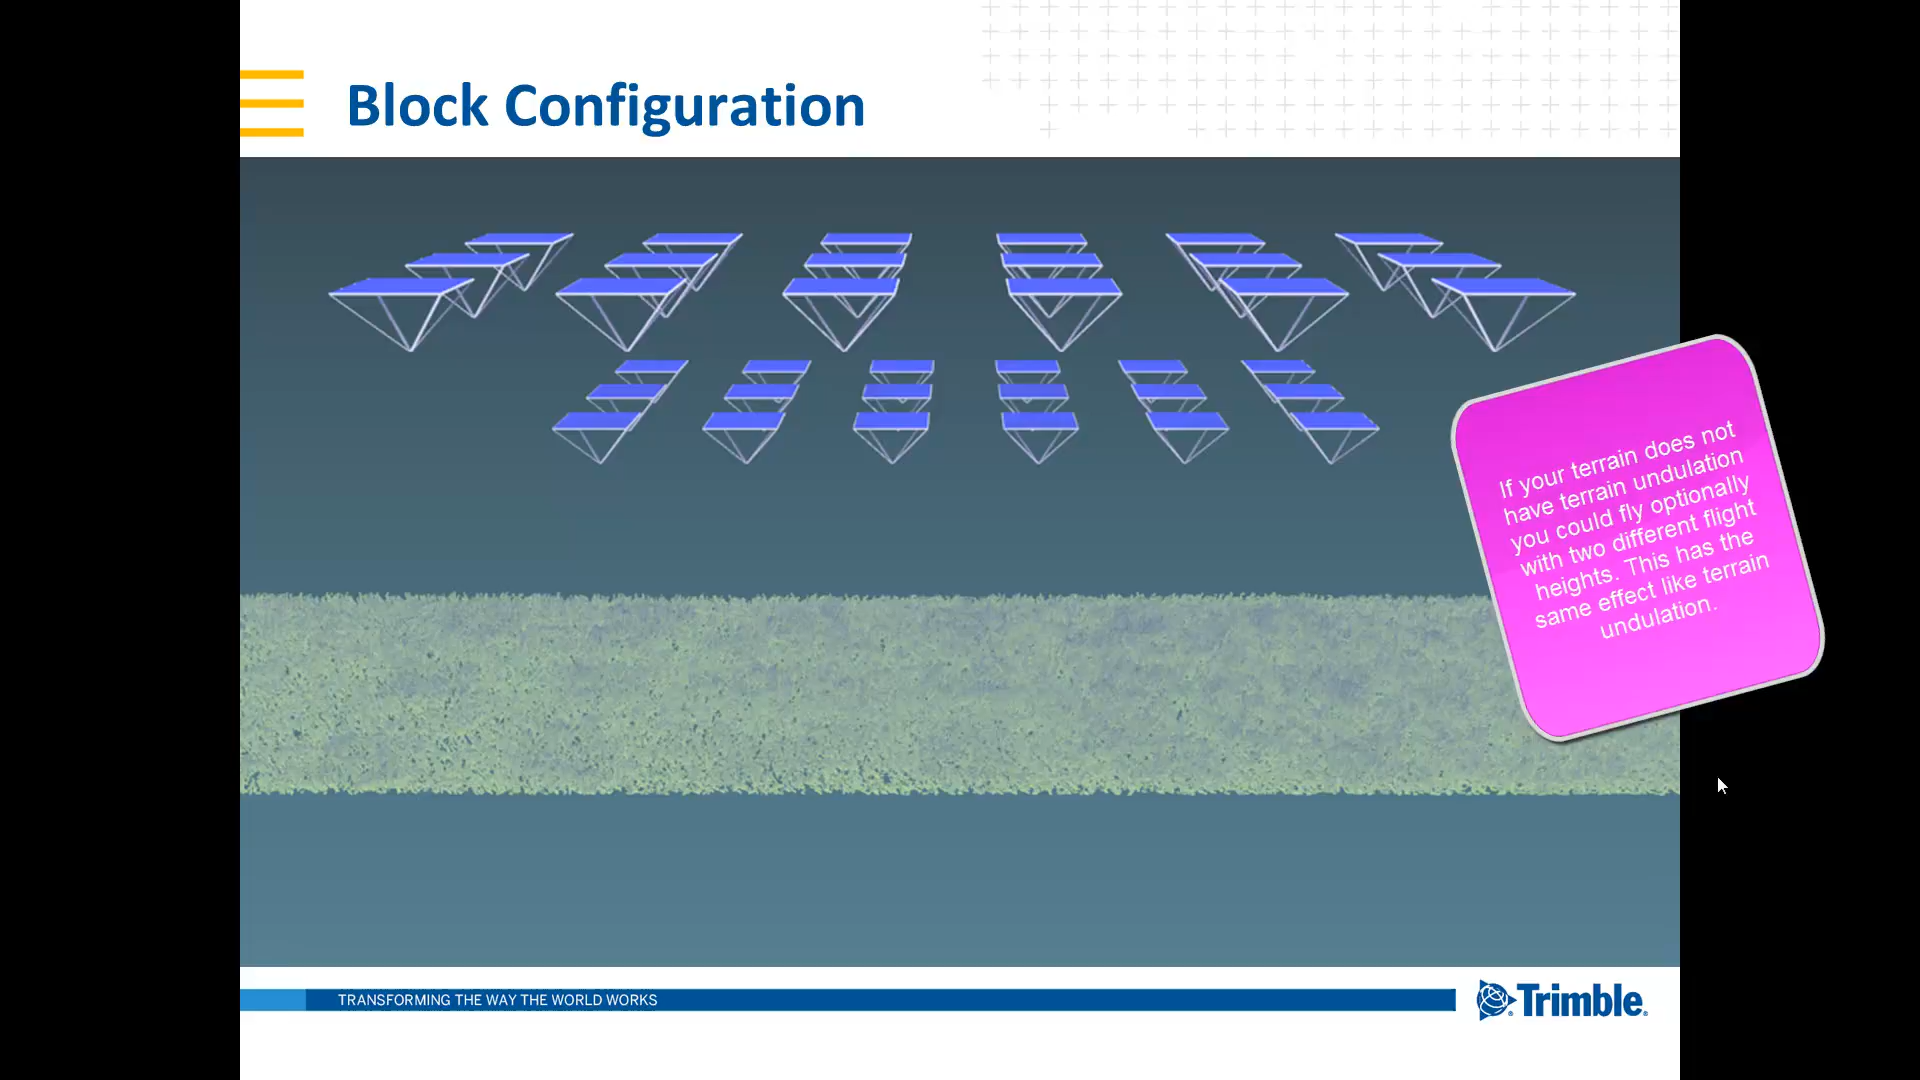 Block Configuration
If your terrain does not
have terrain undulation
you could fly optionally
with two different flight
heights. This has the
same effect like terrain
undulation.
TRANSFORMING THE WAY THE WORLD WORKS
Trimble